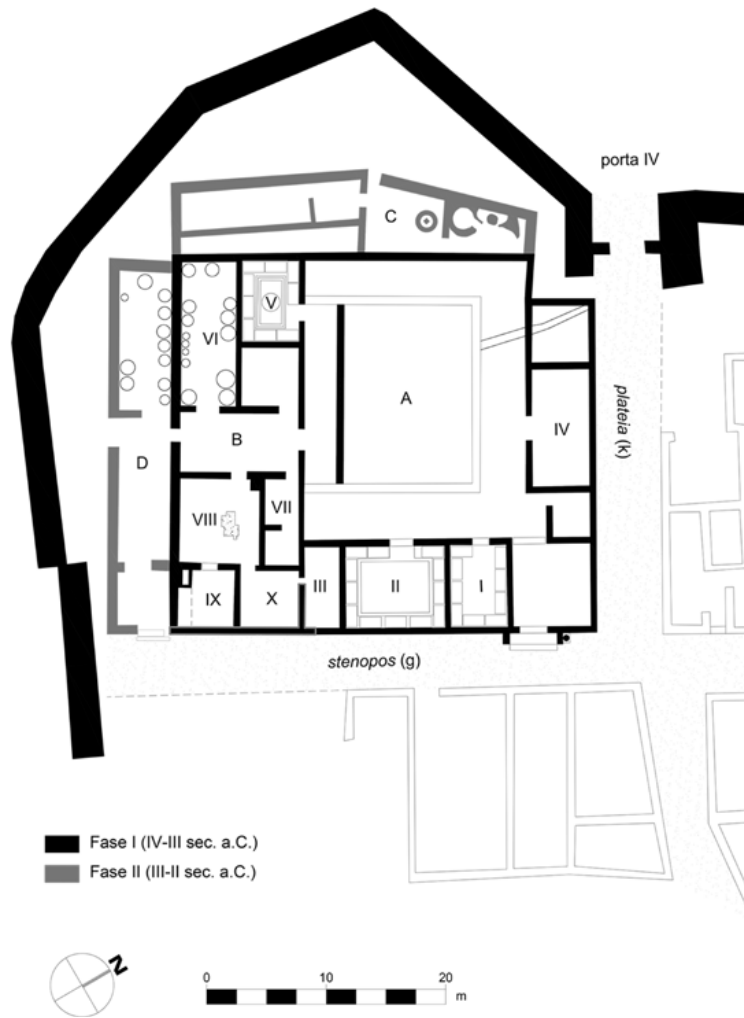 porta IV
C
V
VI
A
IV
plateia (k)
B
D
VII
VIII
III
II
I
IX
X
stenopos (g)
Fase I (IV-III sec. a.C.)
Fase II (III-II sec. a.C.)
N
0 10 20
m